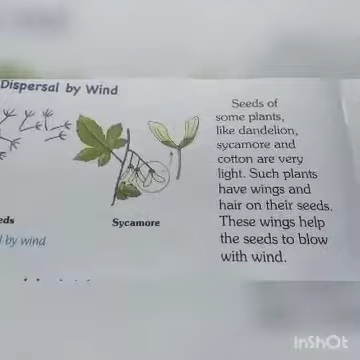 Dispersal by Wind
Seeds of
some plants,
like dandelion,
sycamore and
cotton are very
light. Such plants
have wings and
hair on their seeds.
These wings help
the seeds to blow
with wind.
Sycamore
by wind
InShOt